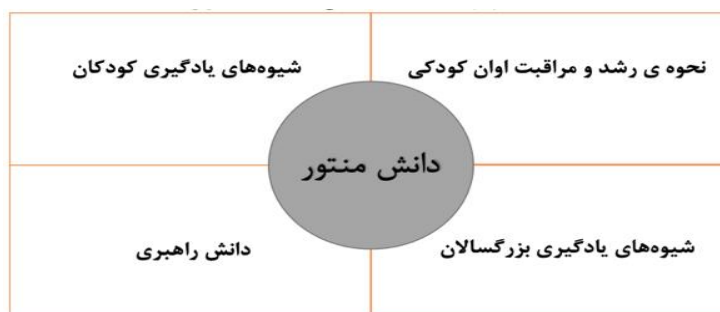 نحوه ی رشد و مراقبت اوان کودکی
شیوه‌های یادگیری کودکان
دانش منتور
شیوه‌های یادگیری بزرگسالان
دانش راهبری